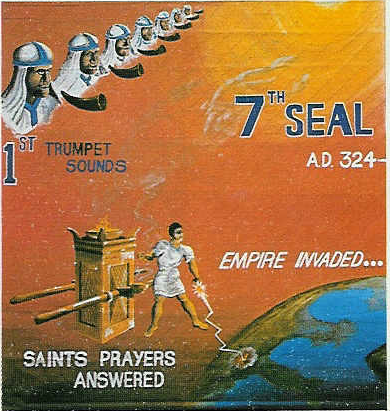 7TH SEAL
A.D. 324-
1ST TRUMPET
SOUNDS
EMPIRE INVADED...
SAINTS PRAYERS
ANSWERED